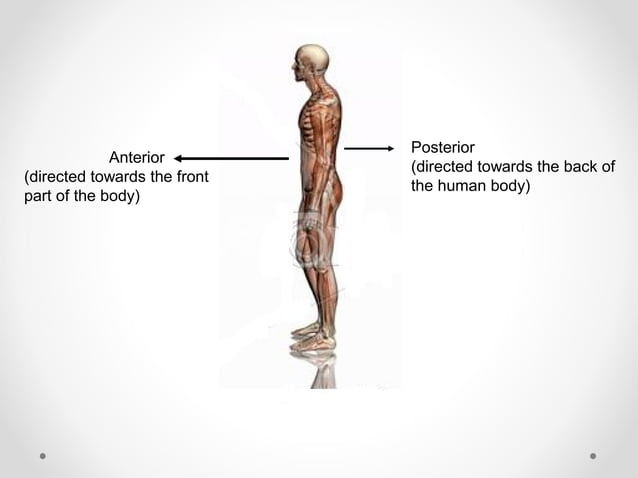 Anterior
(directed towards the front
part of the body)
Posterior
(directed towards the back of
the human body)